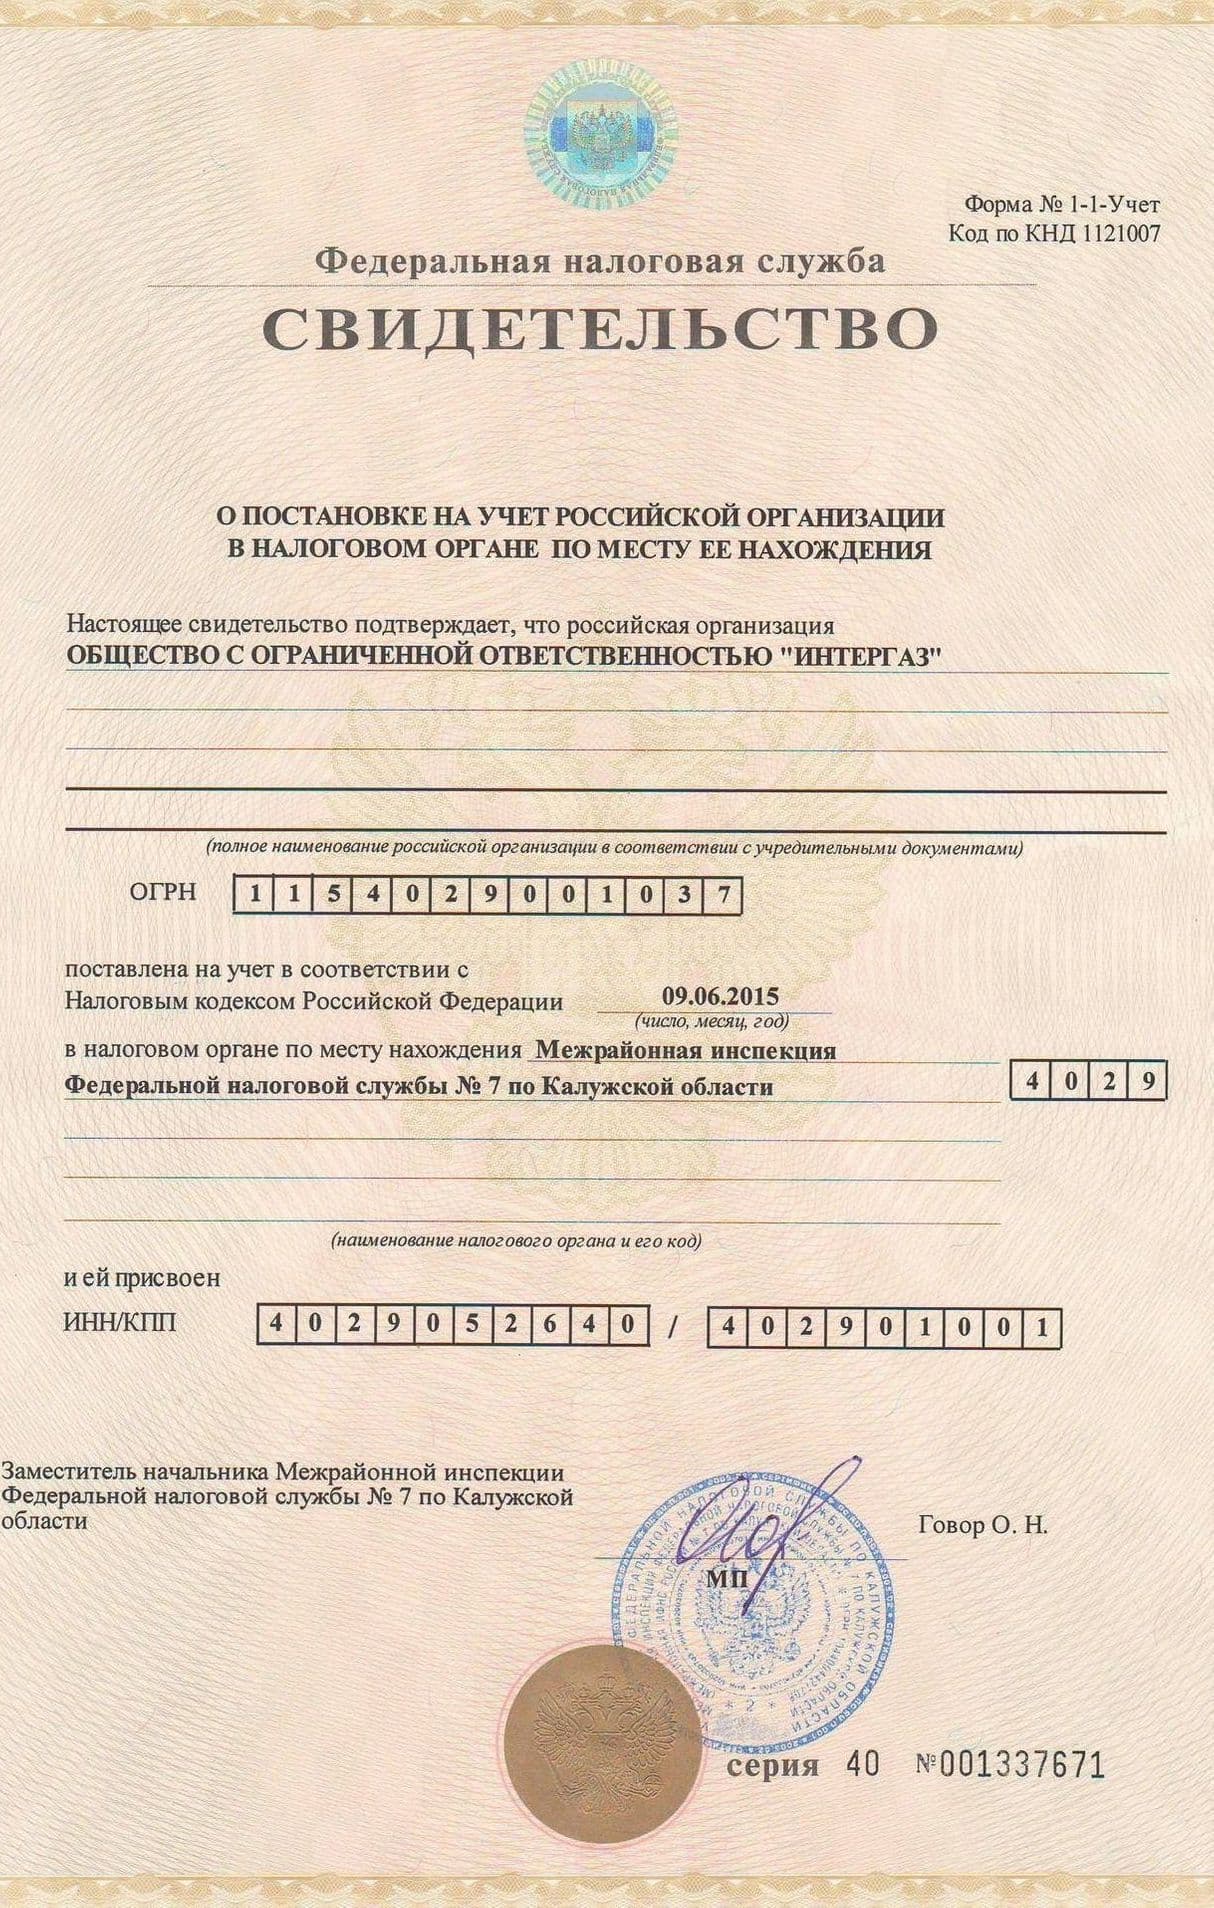 Форма № 1-1-Учет
Код по КНД 1121007
Федеральная налоговая служба
СВИДЕТЕЛЬСТВО
О ПОСТАНОВКЕ НА УЧЕТ РОССИЙСКОЙ ОРГАНИЗАЦИИ
В НАЛОГОВОМ ОРГАНЕ ПО МЕСТУ ЕЕ НАХОЖДЕНИЯ
Настоящее свидетельство подтверждает, что российская организация
ОБЩЕСТВО С ОГРАНИЧЕННОЙ ОТВЕТСТВЕННОСТЬЮ "ИНТЕРГАЗ"
(полное наименование российской организации в соответствии с учредительными документами)
ОГРН 1 1 5 4 0 2 9 0 0 1 0 3 7
поставлена на учет в соответствии с
Налоговым кодексом Российской Федерации 09.06.2015
(число, месяц, год)
в налоговом органе по месту нахождения Межрайонная инспекция
Федеральной налоговой службы № 7 по Калужской области 4 0 2 9
(наименование налогового органа и его код)
и ей присвоен
ИНН/КПП 4 0 2 9 0 5 2 6 4 0 / 4 0 2 9 0 1 0 0 1
Заместитель начальника Межрайонной инспекции
Федеральной налоговой службы № 7 по Калужской
области
Говор О. Н.
МП
серия 40 №001337671